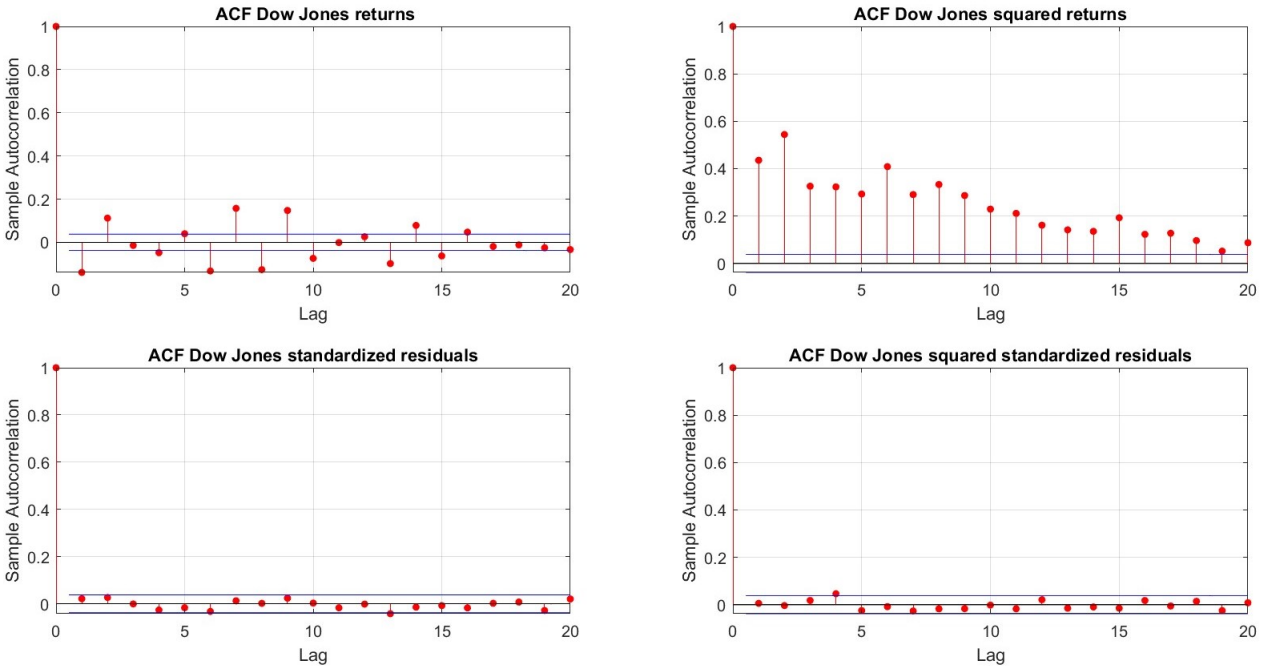 ACF Dow Jones returns
1
0.8
0.6
0.4
0.2
0
Sample Autocorrelation
0 5 10 15 20
Lag
ACF Dow Jones squared returns
1
0.8
0.6
0.4
0.2
0
Sample Autocorrelation
0 5 10 15 20
Lag
ACF Dow Jones standardized residuals
1
0.8
0.6
0.4
0.2
0
Sample Autocorrelation
0 5 10 15 20
Lag
ACF Dow Jones squared standardized residuals
1
0.8
0.6
0.4
0.2
0
Sample Autocorrelation
0 5 10 15 20
Lag